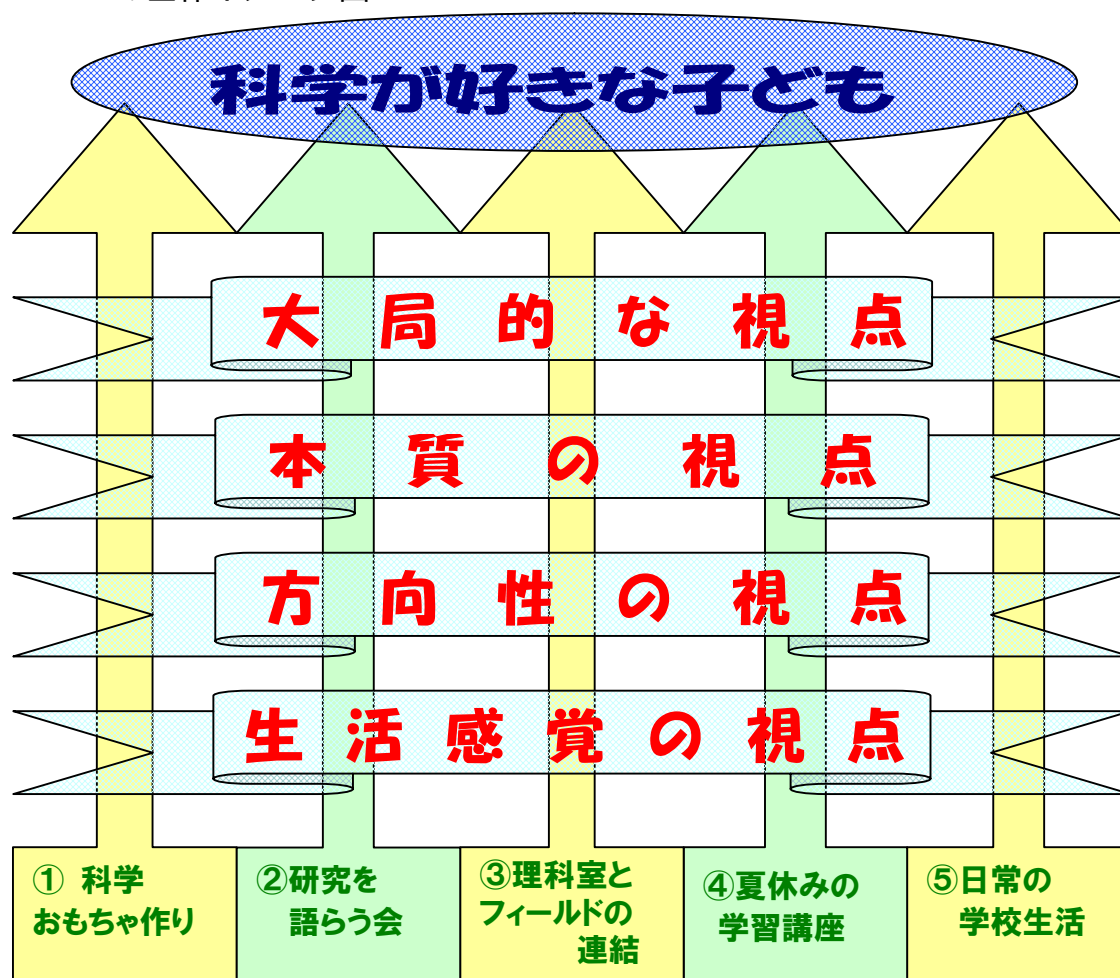 科学が好きな子ども
大局的な視点
本質の視点
方向性の視点
生活感覚の視点
① 科学
おもちゃ作り
②研究を
語らう会
③理科室と
フィールドの
連結
④夏休みの
学習講座
⑤日常の
学校生活